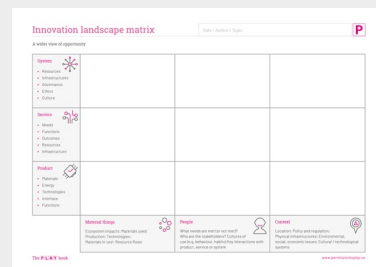 Innovation landscape matrix
Date / Author / Topic:
P
A wider view of opportunity
System
Resources
Infrastructures
Governance
Ethics
Culture
Service
Needs
Functions
Outcomes
Resources
Infrastructure
Product
Materials
Energy
Technologies
Interface
Functions
Material things
Ecosystem impacts: Materials used:
Production: Technologies:
Materials in use: Resource flows
People
What needs are met (or not met)?
Who are the stakeholders? Cultures of
use (e.g. behaviour, habits) Key interactions with
product, service or system
Context
Location: Policy and regulation:
Physical infrastructures: Environmental,
social, economic issues: Cultural / technological
systems
The PLAY book